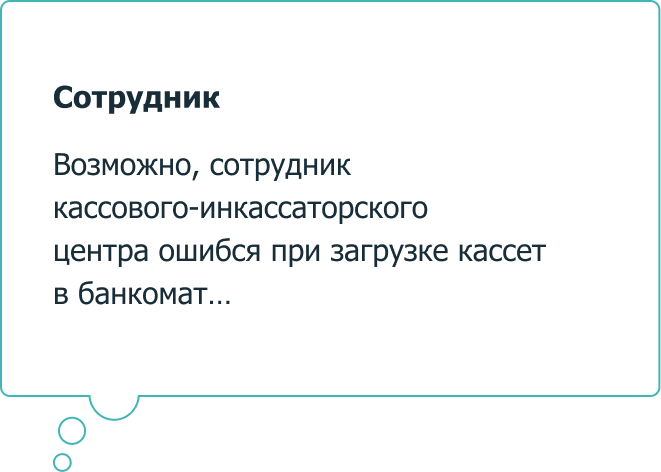 Сотрудник
Возможно, сотрудник
кассового-инкассаторского
центра ошибся при загрузке кассет
в банкомат...